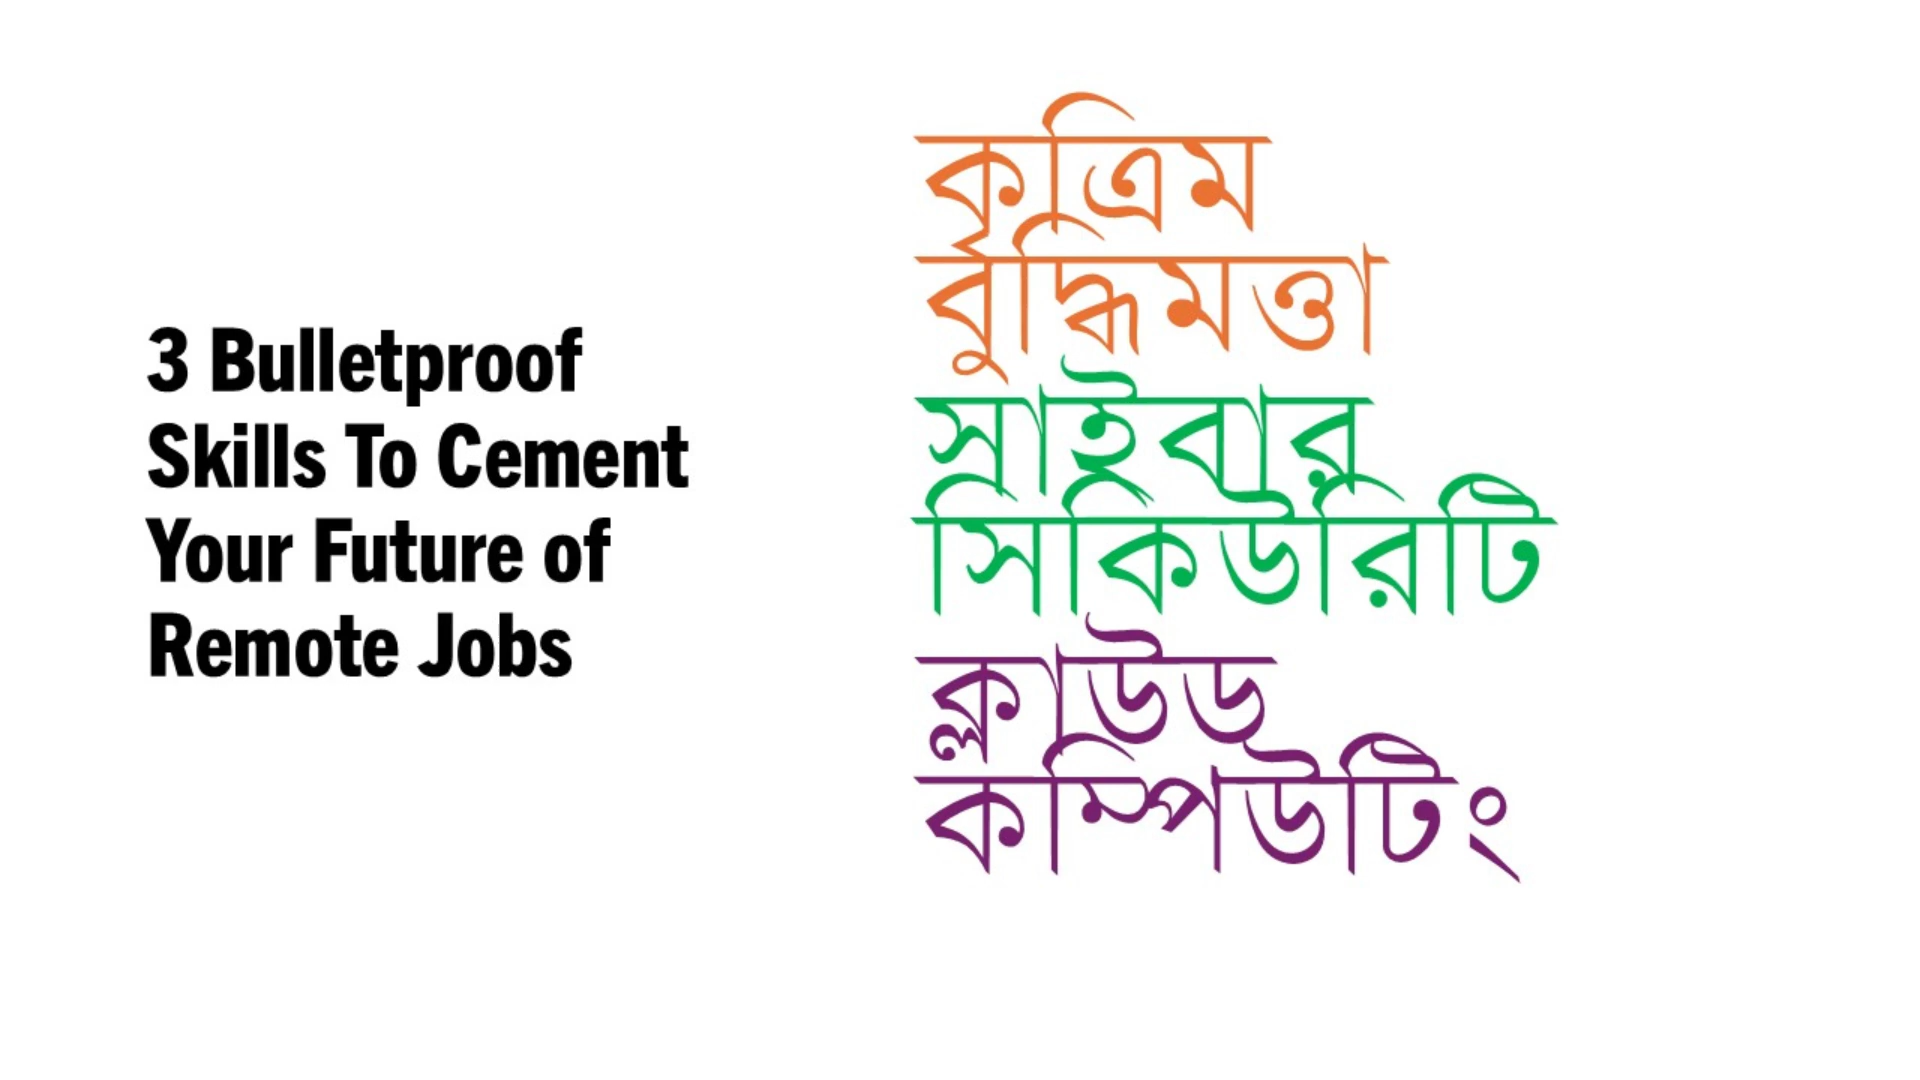 3 Bulletproof
Skills To Cement
Your Future of
Remote Jobs
কৃত্রিম
বুদ্ধিমত্তা
সাইবার
সিকিউরিটি
ক্লাউড
কম্পিউটিং